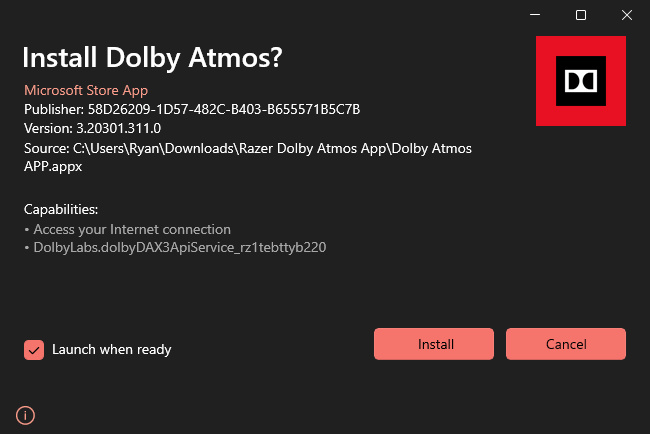 Install Dolby Atmos?
Microsoft Store App
Publisher: 58D26209-1D57-482C-B403-B655571B5C7B
Version: 3.20301.311.0
Source: C:\Users\Ryan\Downloads\Razer Dolby Atmos App\Dolby Atmos
APP.appx
Capabilities:
• Access your Internet connection
• DolbyLabs.dolbyDAX3ApiService_rz1tebttyb220
Launch when ready
Install
Cancel